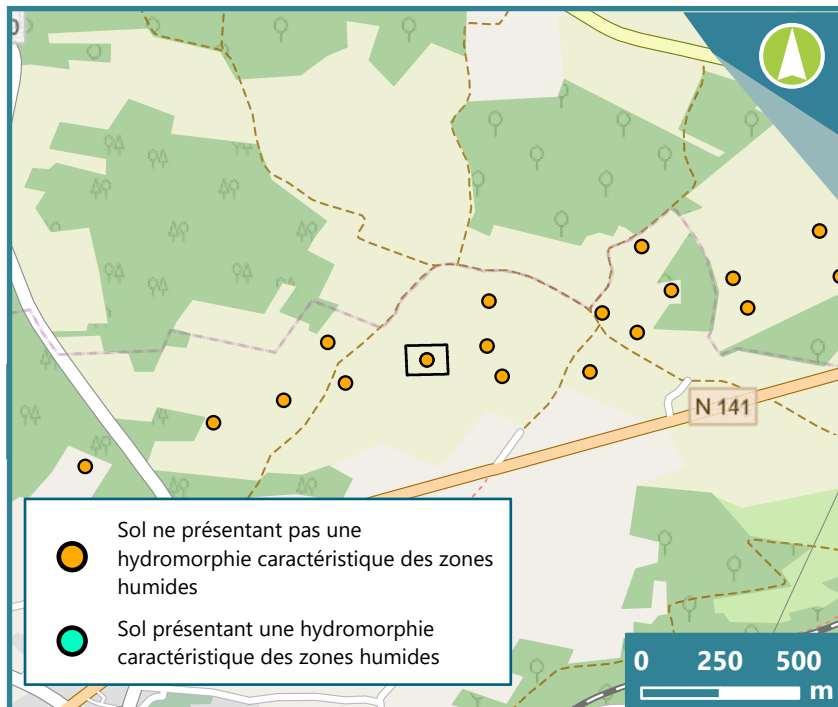 0
N 141
Sol ne présentant pas une
hydromorphie caractéristique des zones
humides
Sol présentant une hydromorphie
caractéristique des zones humides
0 250 500
m